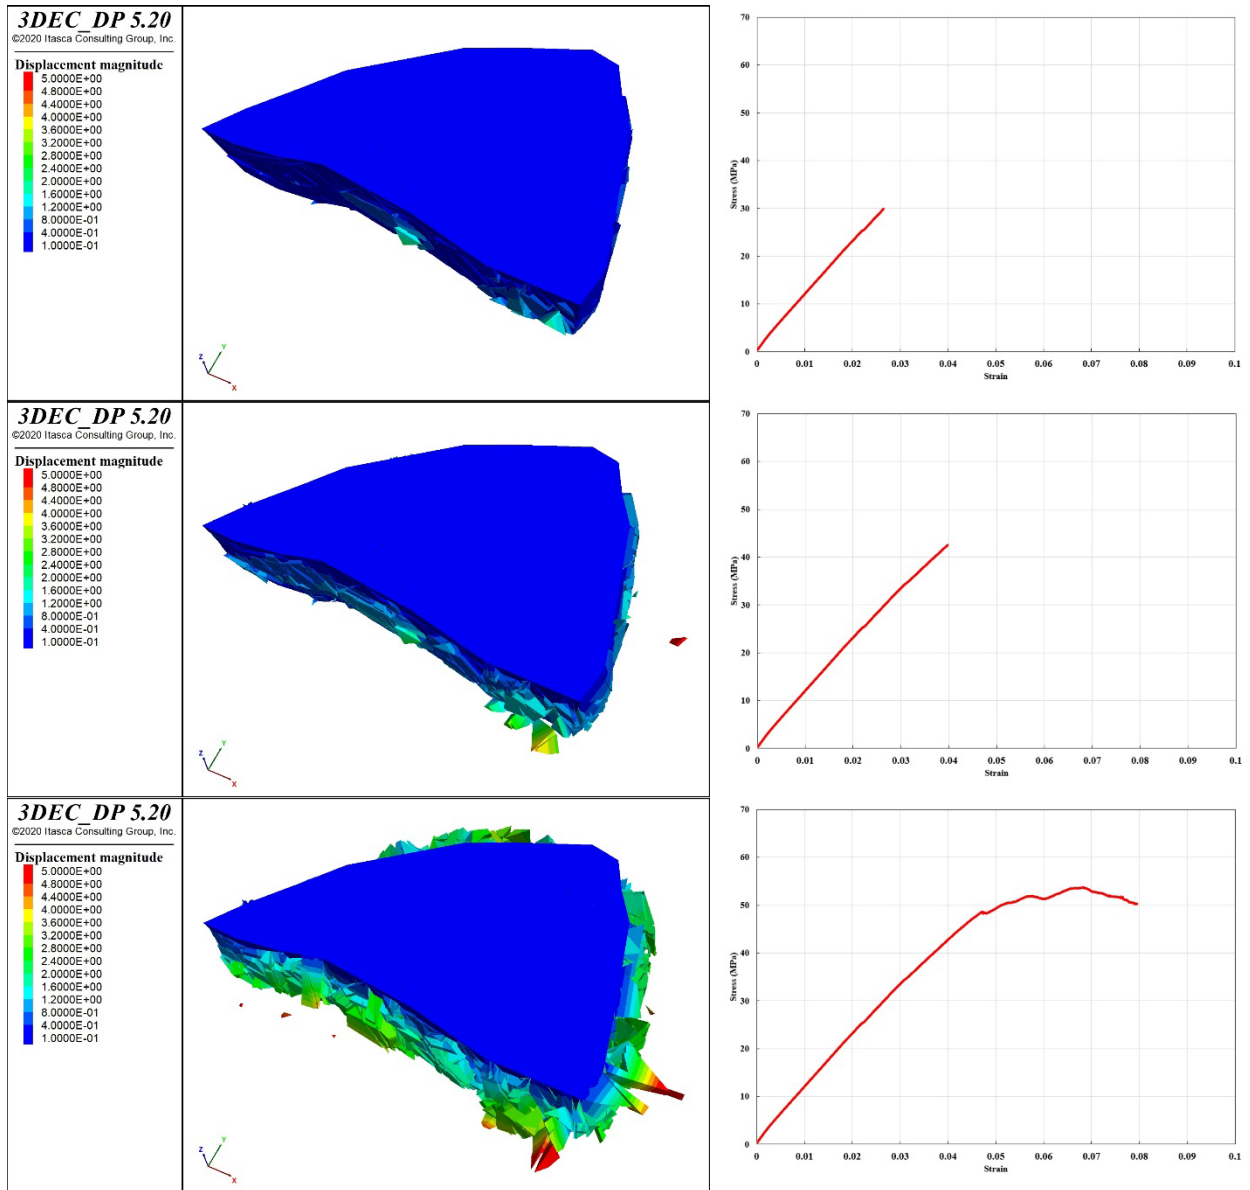 3DEC_DP 5.20
©2020 Itasca Consulting Group, Inc.
Displacement magnitude
5.0000E+00
4.8000E+00
4.4000E+00
4.0000E+00
3.6000E+00
3.2000E+00
2.8000E+00
2.4000E+00
2.0000E+00
1.6000E+00
1.2000E+00
8.0000E-01
4.0000E-01
1.0000E-01
Z Y X
70
60
50
40
30
20
10
0
Stress (MPa)
0 0.01 0.02 0.03 0.04 0.05 0.06 0.07 0.08 0.09 0.1
Strain
3DEC_DP 5.20
©2020 Itasca Consulting Group, Inc.
Displacement magnitude
5.0000E+00
4.8000E+00
4.4000E+00
4.0000E+00
3.6000E+00
3.2000E+00
2.8000E+00
2.4000E+00
2.0000E+00
1.6000E+00
1.2000E+00
8.0000E-01
4.0000E-01
1.0000E-01
Z Y X
70
60
50
40
30
20
10
0
Stress (MPa)
0 0.01 0.02 0.03 0.04 0.05 0.06 0.07 0.08 0.09 0.1
Strain
3DEC_DP 5.20
©2020 Itasca Consulting Group, Inc.
Displacement magnitude
5.0000E+00
4.8000E+00
4.4000E+00
4.0000E+00
3.6000E+00
3.2000E+00
2.8000E+00
2.4000E+00
2.0000E+00
1.6000E+00
1.2000E+00
8.0000E-01
4.0000E-01
1.0000E-01
Z Y X
70
60
50
40
30
20
10
0
Stress (MPa)
0 0.01 0.02 0.03 0.04 0.05 0.06 0.07 0.08 0.09 0.1
Strain